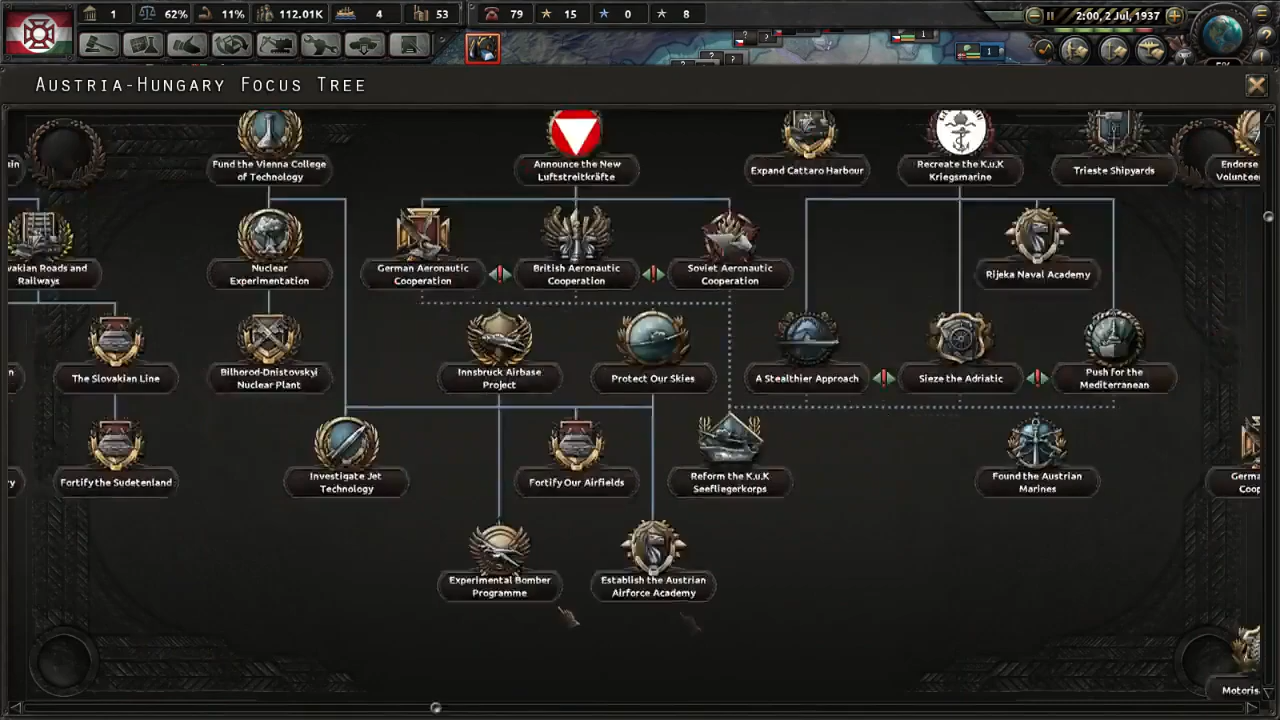 1 62% 11% 112.01K 4 53 79 15 0 8 2:00, 2 Jul, 1937
1
1
Austria-Hungary Focus Tree
Fund the Vienna College
of Technology
Announce the New
Luftstreitkräfte
Expand Cattaro Harbour
Recreate the K.u.K
Kriegsmarine
Trieste Shipyards
Endorse
Volunteer
vakian Roads and
Railways
Nuclear
Experimentation
German Aeronautic
Cooperation
British Aeronautic
Cooperation
Soviet Aeronautic
Cooperation
Rijeka Naval Academy
The Slovakian Line
Bilhorod-Dnistovskyi
Nuclear Plant
Innsbruck Airbase
Project
Protect Our Skies
A Stealthier Approach
Sieze the Adriatic
Push for the
Mediterranean
Fortify the Sudetenland
Investigate Jet
Technology
Fortify Our Airfields
Reform the K.u.K
Seefliegerkorps
Found the Austrian
Marines
Germa
Coop
Experimental Bomber
Programme
Establish the Austrian
Airforce Academy
Motoris